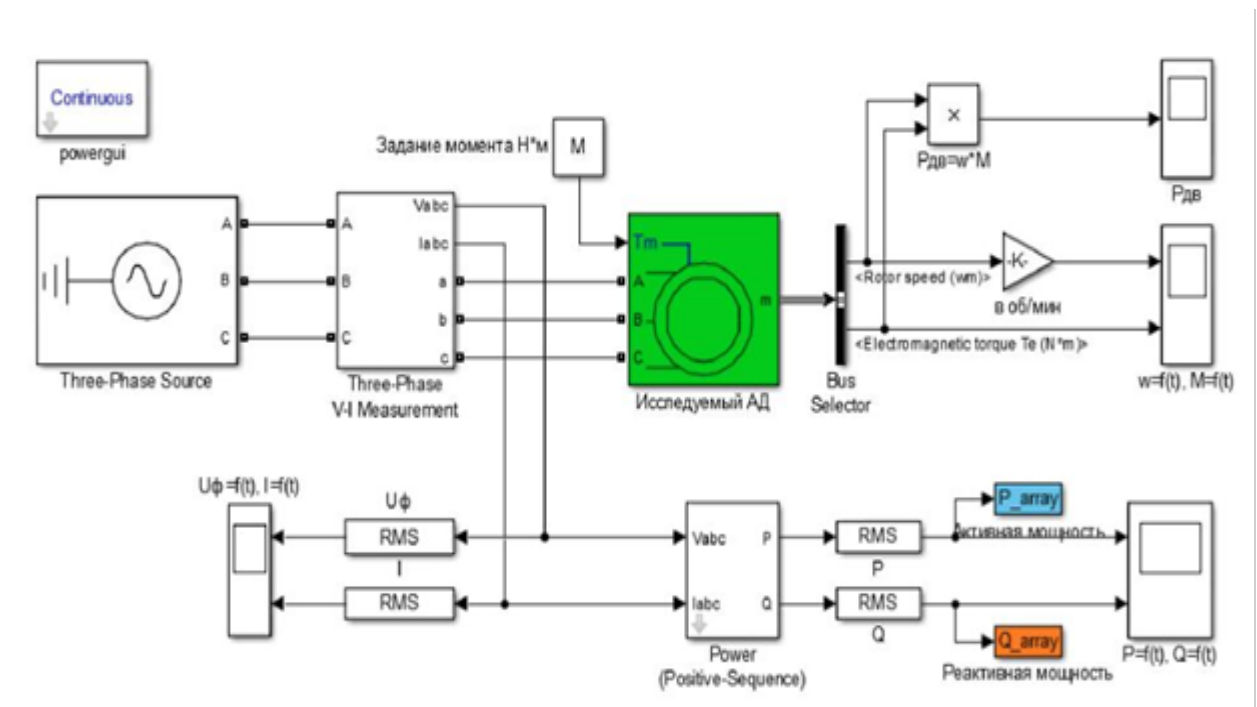 Continuous
powergui
Задание момента Н*м
M
×
Pдв=w*M
Pдв
A
B
C
Three-Phase Source
A
B
C
Vabc
Iabc
a
b
c
Three-Phase
V-I Measurement
Tm
A
B
C
m
Исследуемый АД
Bus
Selector
<Rotor speed (wm)>
-K-
в об/мин
<Electromagnetic torque Te (N*m)>
w=f(t), M=f(t)
Uф=f(t), I=f(t)
Uф
RMS
I
RMS
Vabc
P
Iabc
Q
Power
(Positive-Sequence)
RMS
P
RMS
Q
P_array
Активная мощность
Q_array
Реактивная мощность
P=f(t), Q=f(t)